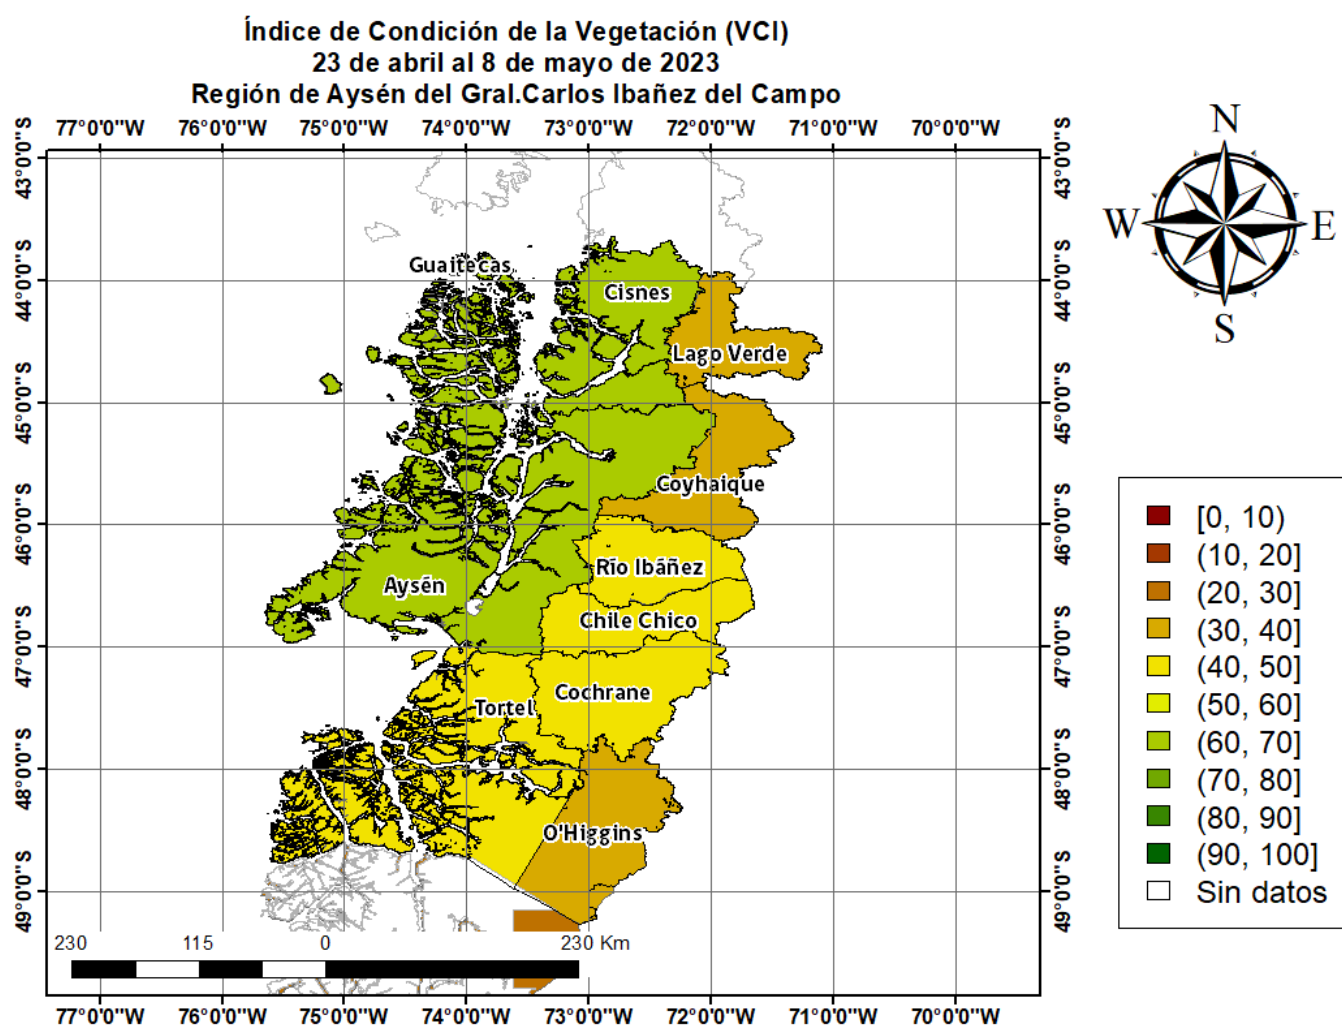 Índice de Condición de la Vegetación (VCI)
23 de abril al 8 de mayo de 2023
Región de Aysén del Gral.Carlos Ibañez del Campo
77°0'0"W 76°0'0"W 75°0'0"W 74°0'0"W 73°0'0"W 72°0'0"W 71°0'0"W 70°0'0"W
43°0'0"S 43°0'0"S
44°0'0"S 44°0'0"S
45°0'0"S 45°0'0"S
46°0'0"S 46°0'0"S
47°0'0"S 47°0'0"S
48°0'0"S 48°0'0"S
49°0'0"S 49°0'0"S
Guaitecas
Cisnes
Lago Verde
Coyhaique
Río Ibáñez
Aysén
Chile Chico
Cochrane
Tortel
O'Higgins
230 115 0 230 Km
77°0'0"W 76°0'0"W 75°0'0"W 74°0'0"W 73°0'0"W 72°0'0"W 71°0'0"W 70°0'0"W
N
W E
S
[0, 10)
(10, 20]
(20, 30]
(30, 40]
(40, 50]
(50, 60]
(60, 70]
(70, 80]
(80, 90]
(90, 100]
Sin datos